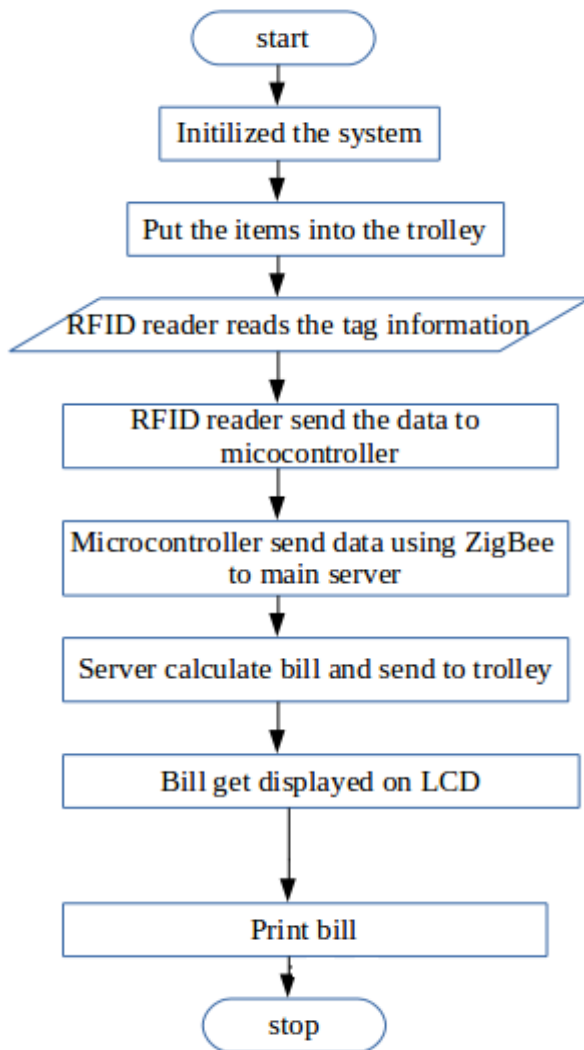 start
Initilized the system
Put the items into the trolley
RFID reader reads the tag information
RFID reader send the data to
micocontroller
Microcontroller send data using ZigBee
to main server
Server calculate bill and send to trolley
Bill get displayed on LCD
Print bill
stop